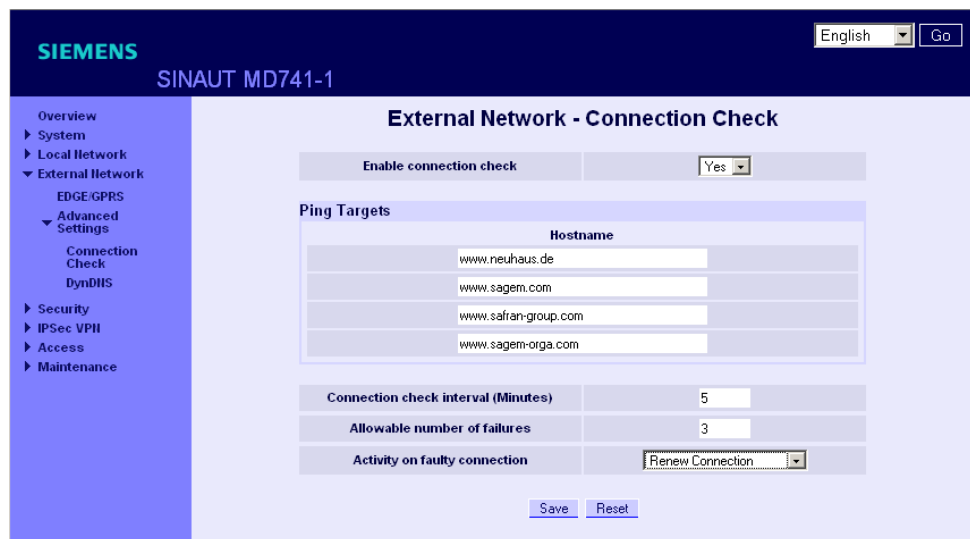 English Go
SIEMENS
SINAUT MD741-1
Overview
System
Local Network
External Network
EDGE/GPRS
Advanced
Settings
Connection
Check
DynDNS
Security
IPSec VPN
Access
Maintenance
External Network - Connection Check
Enable connection check Yes
Ping Targets
Hostname
www.neuhaus.de
www.sagem.com
www.safran-group.com
www.sagem-orga.com
Connection check interval (Minutes) 5
Allowable number of failures 3
Activity on faulty connection Renew Connection
Save Reset